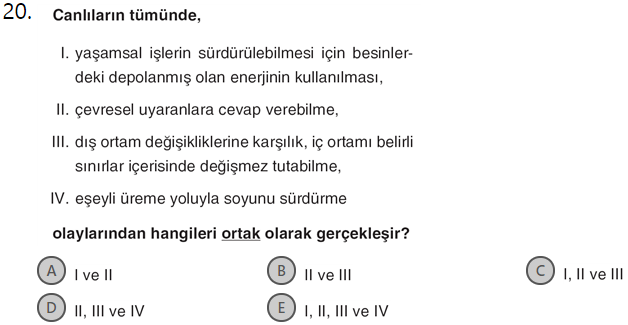 20. Canlıların tümünde,
I. yaşamsal işlerin sürdürülebilmesi için besinler-
deki depolanmış olan enerjinin kullanılması,
II. çevresel uyaranlara cevap verebilme,
III. dış ortam değişikliklerine karşılık, iç ortamı belirli
sınırlar içerisinde değişmez tutabilme,
IV. eşeyli üreme yoluyla soyunu sürdürme
olaylarından hangileri ortak olarak gerçekleşir?
A I ve II B II ve III C I, II ve III
D II, III ve IV E I, II, III ve IV